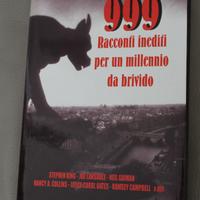 999
Racconti inediti
per un millennio
da brivido
STEPHEN KING · JOE LANSDALE · NEIL GAIMAN
NANCY A. COLLINS · JOYCE CAROL OATES · RAMSEY CAMPBELL